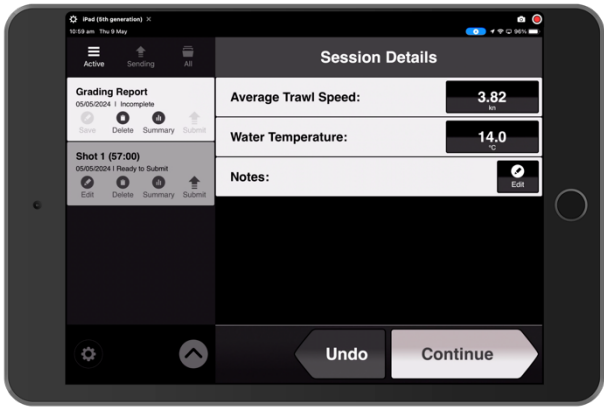 iPad (5th generation)
10:59 am Thu 9 May
96%
Active
Sending
All
Session Details
Grading Report
05/05/2024 | Incomplete
Save
Delete
Summary
Submit
Shot 1 (57:00)
05/05/2024 | Ready to Submit
Edit
Delete
Summary
Submit
Average Trawl Speed:
3.82
kn
Water Temperature:
14.0
°C
Notes:
Edit
Undo
Continue